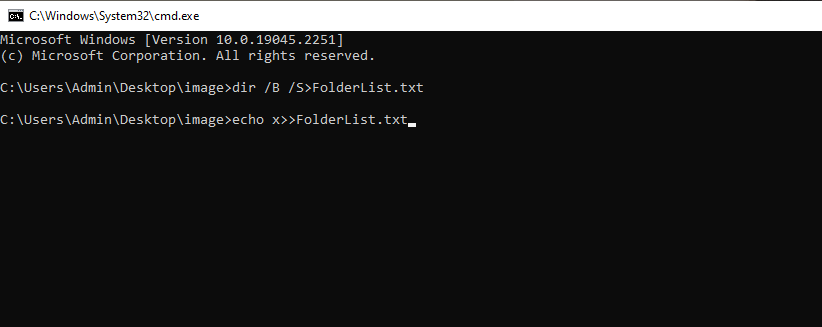 C:\Windows\System32\cmd.exe
Microsoft Windows [Version 10.0.19045.2251]
(c) Microsoft Corporation. All rights reserved.
C:\Users\Admin\Desktop\image>dir /B /S>FolderList.txt
C:\Users\Admin\Desktop\image>echo x>>FolderList.txt